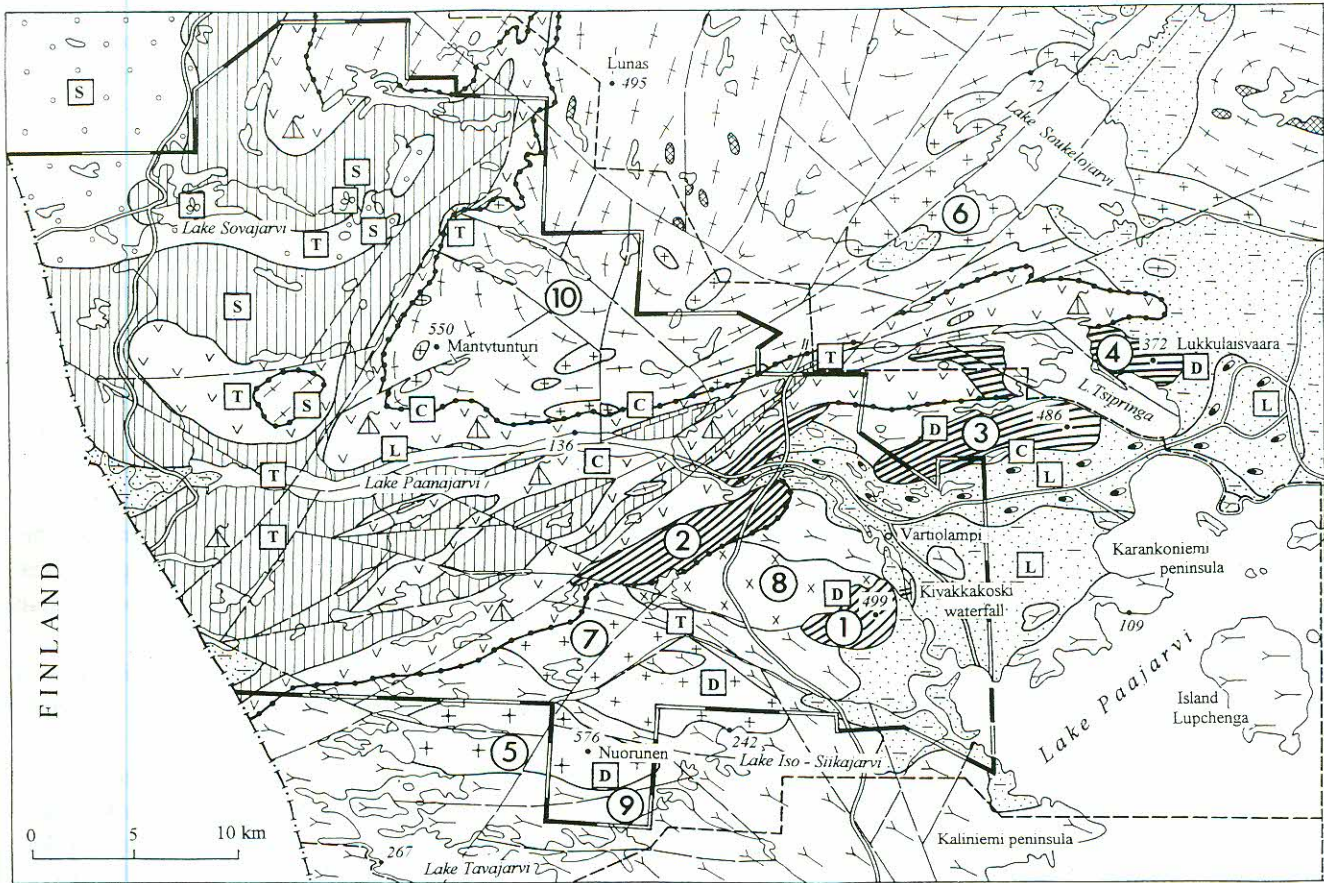 Lunas
495
72
Lake Soukelojarvi
S
S
Lake Sovajarvi
S
T
T
6
10
S
550
Mantytunturi
T
4
372
Lukkulaisvaara
D
L. Tsipringa
T
S
C
C
486
D
3
L
136
L
C
C
L
T
Lake Paanajarvi
2
T
Vartiolampi
Karankoniemi
peninsula
L
8
D
Kivakkakoski
waterfall
499
1
109
FINLAND
7
T
Lake Paajarvi
Island
Lupchenga
D
576
Nuorunen
5
242
Lake Iso - Siikajarvi
D
9
0 5 10 km
267
Lake Tavajarvi
Kaliniemi peninsula